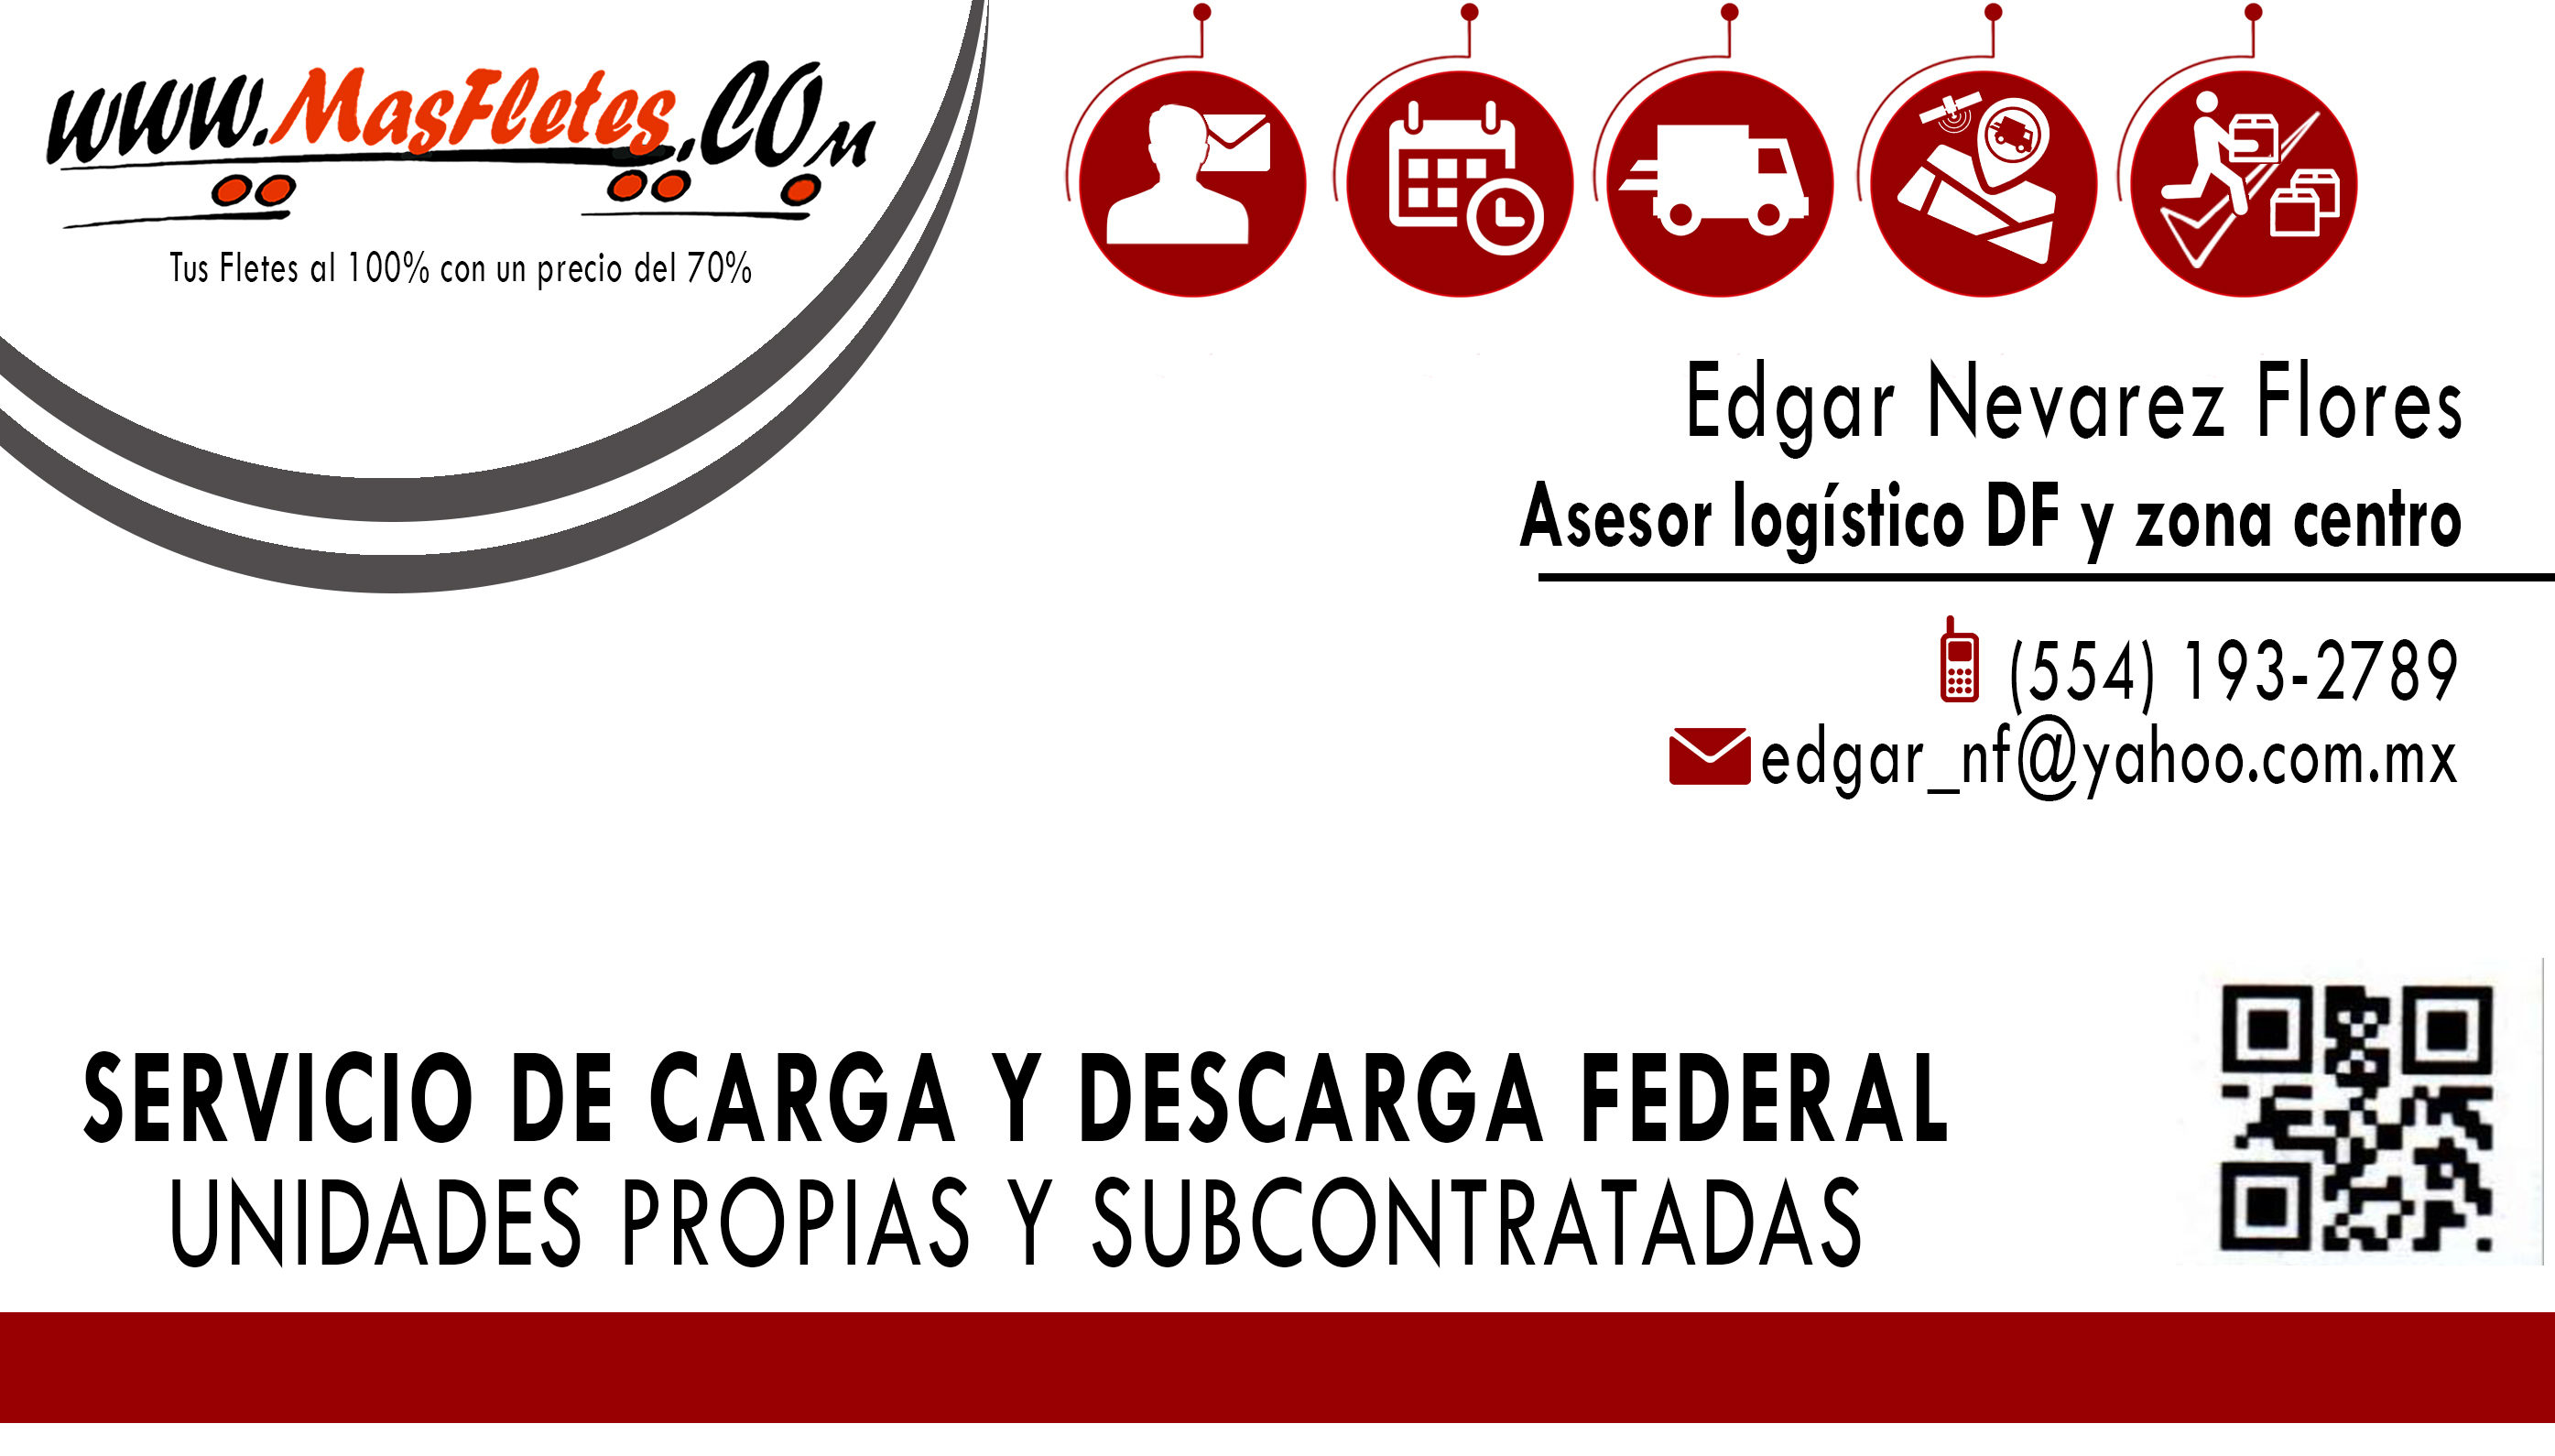 www.MasFletes.COM
Tus Fletes al 100% con un precio del 70%
Edgar Nevarez Flores
Asesor logístico DF y zona centro
(554) 193-2789
edgar_nf@yahoo.com.mx
SERVICIO DE CARGA Y DESCARGA FEDERAL
UNIDADES PROPIAS Y SUBCONTRATADAS